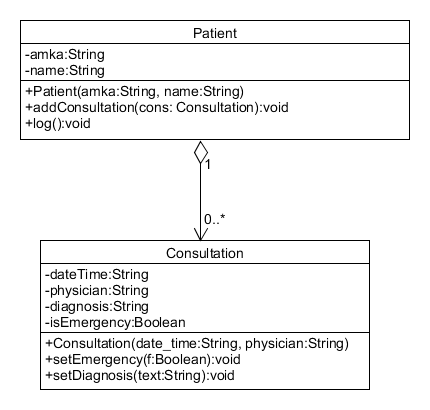 Patient
-amka:String
-name:String
+Patient(amka:String, name:String)
+addConsultation(cons: Consultation):void
+log():void
1
0..*
Consultation
-dateTime:String
-physician:String
-diagnosis:String
-isEmergency:Boolean
+Consultation(date_time:String, physician:String)
+setEmergency(f:Boolean):void
+setDiagnosis(text:String):void